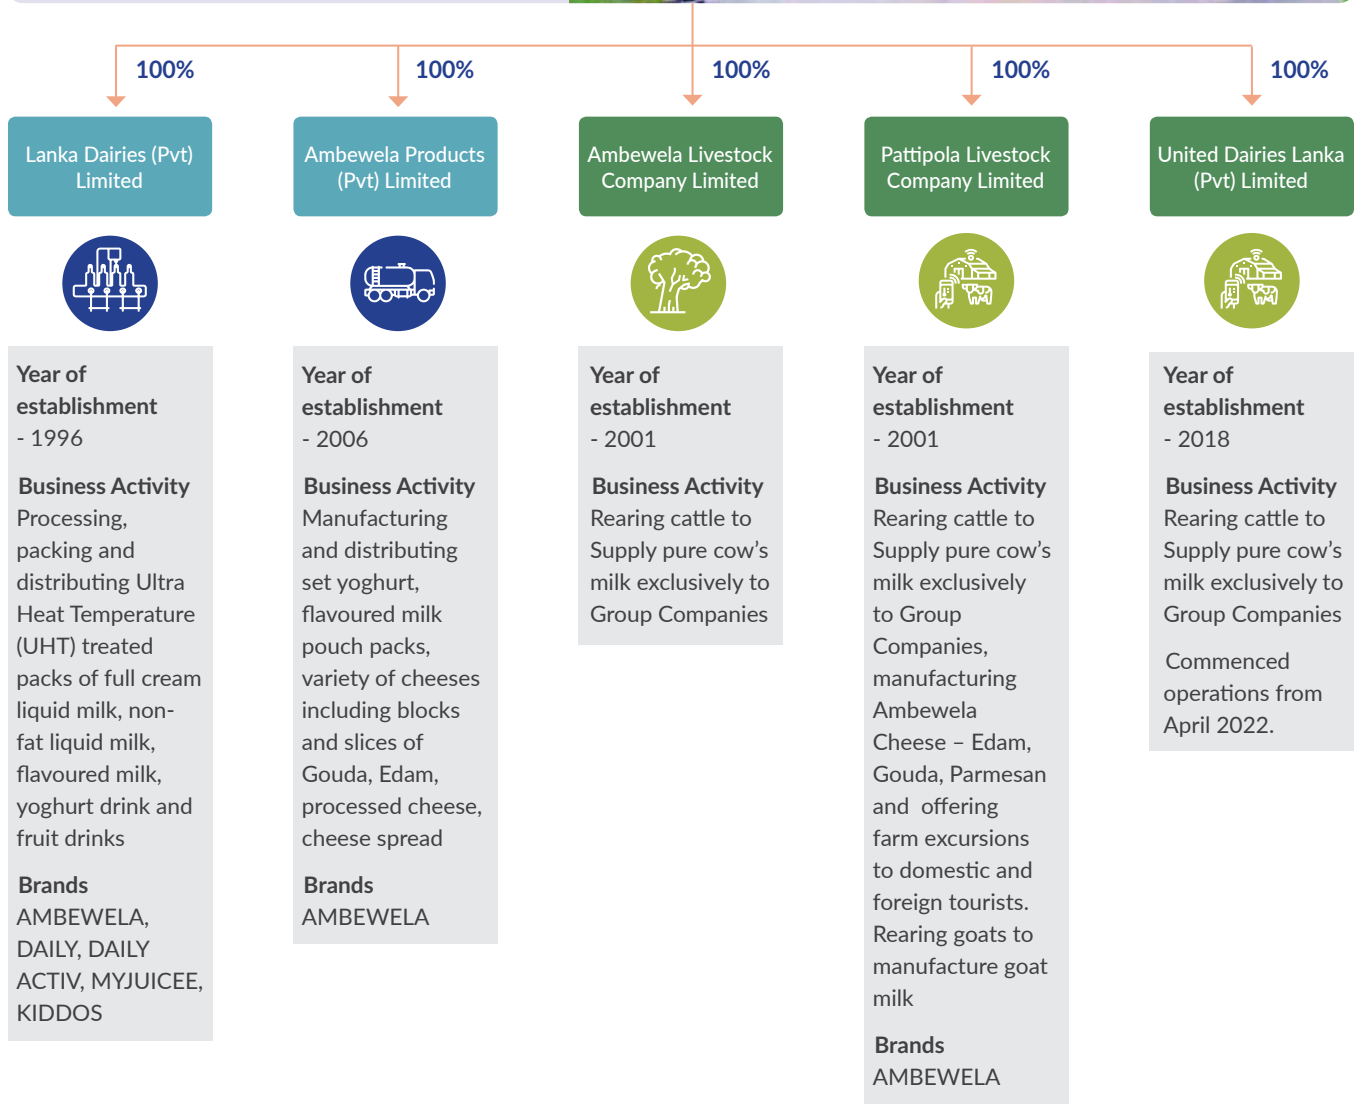 100%
100%
100%
100%
100%
Lanka Dairies (Pvt)
Limited
Ambewela Products
(Pvt) Limited
Ambewela Livestock
Company Limited
Pattipola Livestock
Company Limited
United Dairies Lanka
(Pvt) Limited
Year of
establishment
- 1996
Business Activity
Processing,
packing and
distributing Ultra
Heat Temperature
(UHT) treated
packs of full cream
liquid milk, non-
fat liquid milk,
flavoured milk,
yoghurt drink and
fruit drinks
Brands
AMBEWELA,
DAILY, DAILY
ACTIV, MYJUICEE,
KIDDOS
Year of
establishment
- 2006
Business Activity
Manufacturing
and distributing
set yoghurt,
flavoured milk
pouch packs,
variety of cheeses
including blocks
and slices of
Gouda, Edam,
processed cheese,
cheese spread
Brands
AMBEWELA
Year of
establishment
- 2001
Business Activity
Rearing cattle to
Supply pure cow's
milk exclusively to
Group Companies
Year of
establishment
- 2001
Business Activity
Rearing cattle to
Supply pure cow's
milk exclusively
to Group
Companies,
manufacturing
Ambewela
Cheese – Edam,
Gouda, Parmesan
and offering
farm excursions
to domestic and
foreign tourists.
Rearing goats to
manufacture goat
milk
Brands
AMBEWELA
Year of
establishment
- 2018
Business Activity
Rearing cattle to
Supply pure cow's
milk exclusively to
Group Companies
Commenced
operations from
April 2022.